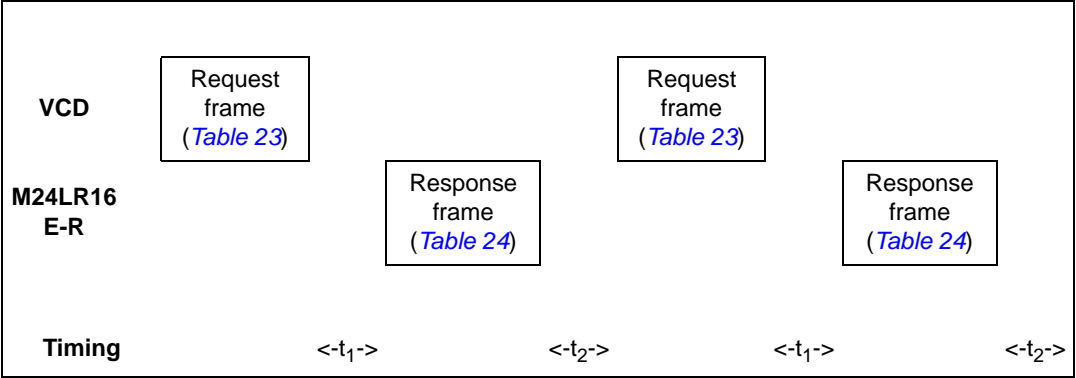 VCD
Request
frame
(Table 23)
Request
frame
(Table 23)
M24LR16
E-R
Response
frame
(Table 24)
Response
frame
(Table 24)
Timing <-t1-> <-t2-> <-t1-> <-t2->